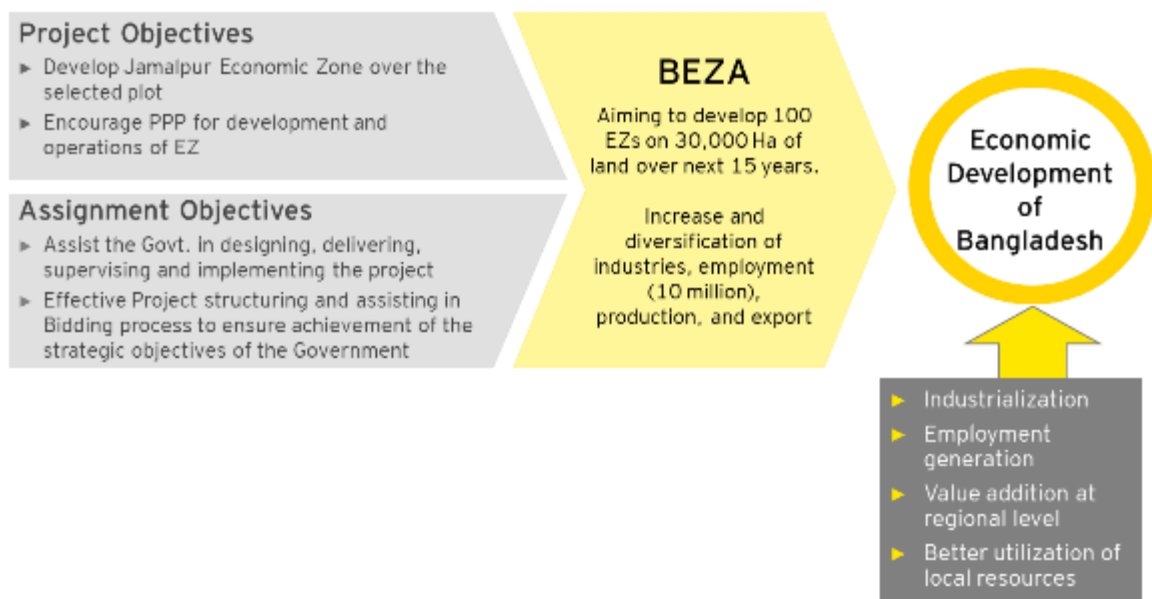 Project Objectives
► Develop Jamalpur Economic Zone over the
selected plot
► Encourage PPP for development and
operations of EZ
Assignment Objectives
► Assist the Govt. in designing, delivering,
supervising and implementing the project
► Effective Project structuring and assisting in
Bidding process to ensure achievement of the
strategic objectives of the Government
BEZA
Aiming to develop 100
EZs on 30,000 Ha of
land over next 15 years.
Increase and
diversification of
industries, employment
(10 million),
production, and export
Economic
Development
of
Bangladesh
► Industrialization
► Employment
generation
► Value addition at
regional level
► Better utilization of
local resources